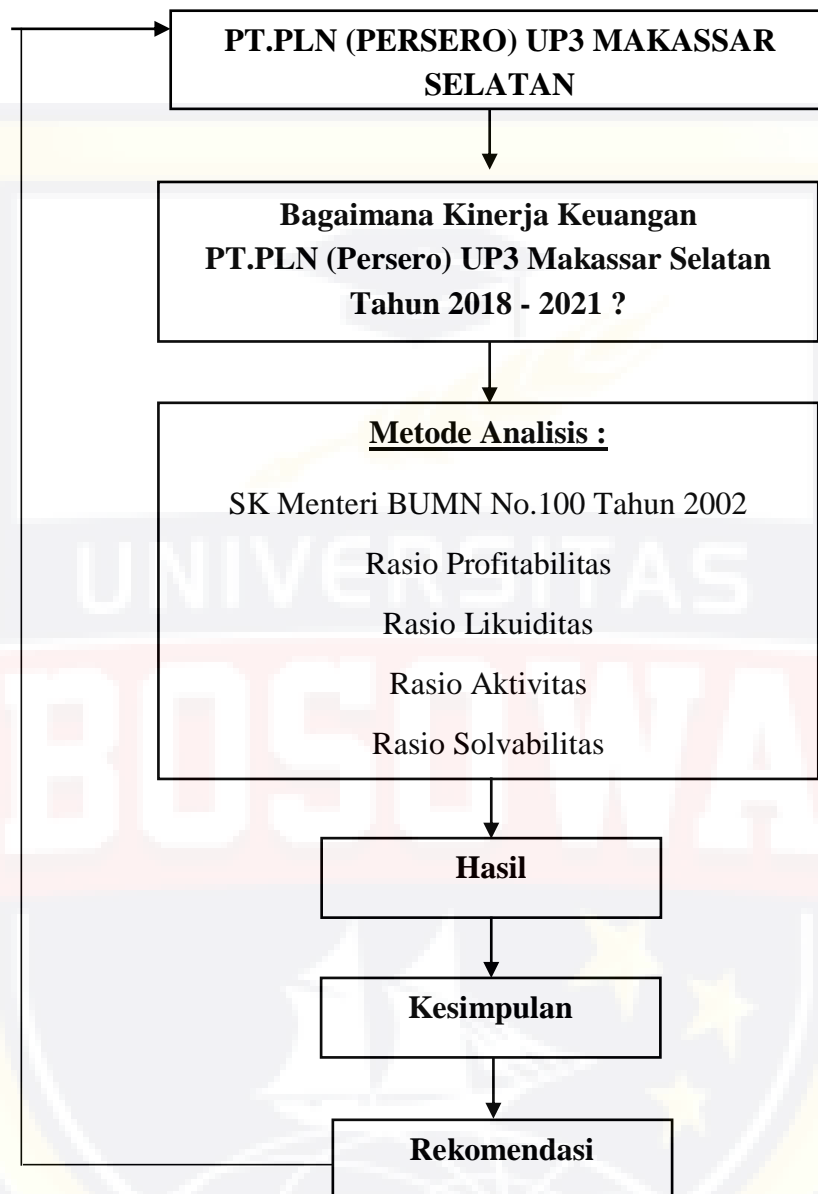 PT.PLN (PERSERO) UP3 MAKASSAR
SELATAN
Bagaimana Kinerja Keuangan
PT.PLN (Persero) UP3 Makassar Selatan
Tahun 2018 - 2021 ?
Metode Analisis :
SK Menteri BUMN No.100 Tahun 2002
Rasio Profitabilitas
UNIVERSITAS
Rasio Likuiditas
BOSOWA
Rasio Aktivitas
Rasio Solvabilitas
Hasil
Kesimpulan
Rekomendasi